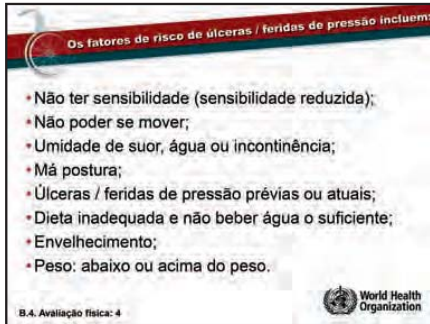 Os fatores de risco de úlceras / feridas de pressão incluem:
• Não ter sensibilidade (sensibilidade reduzida);
• Não poder se mover;
• Umidade de suor, água ou incontinência;
• Má postura;
• Úlceras / feridas de pressão prévias ou atuais;
• Dieta inadequada e não beber água o suficiente;
• Envelhecimento;
• Peso: abaixo ou acima do peso.
B.4. Avaliação física: 4
World Health
Organization